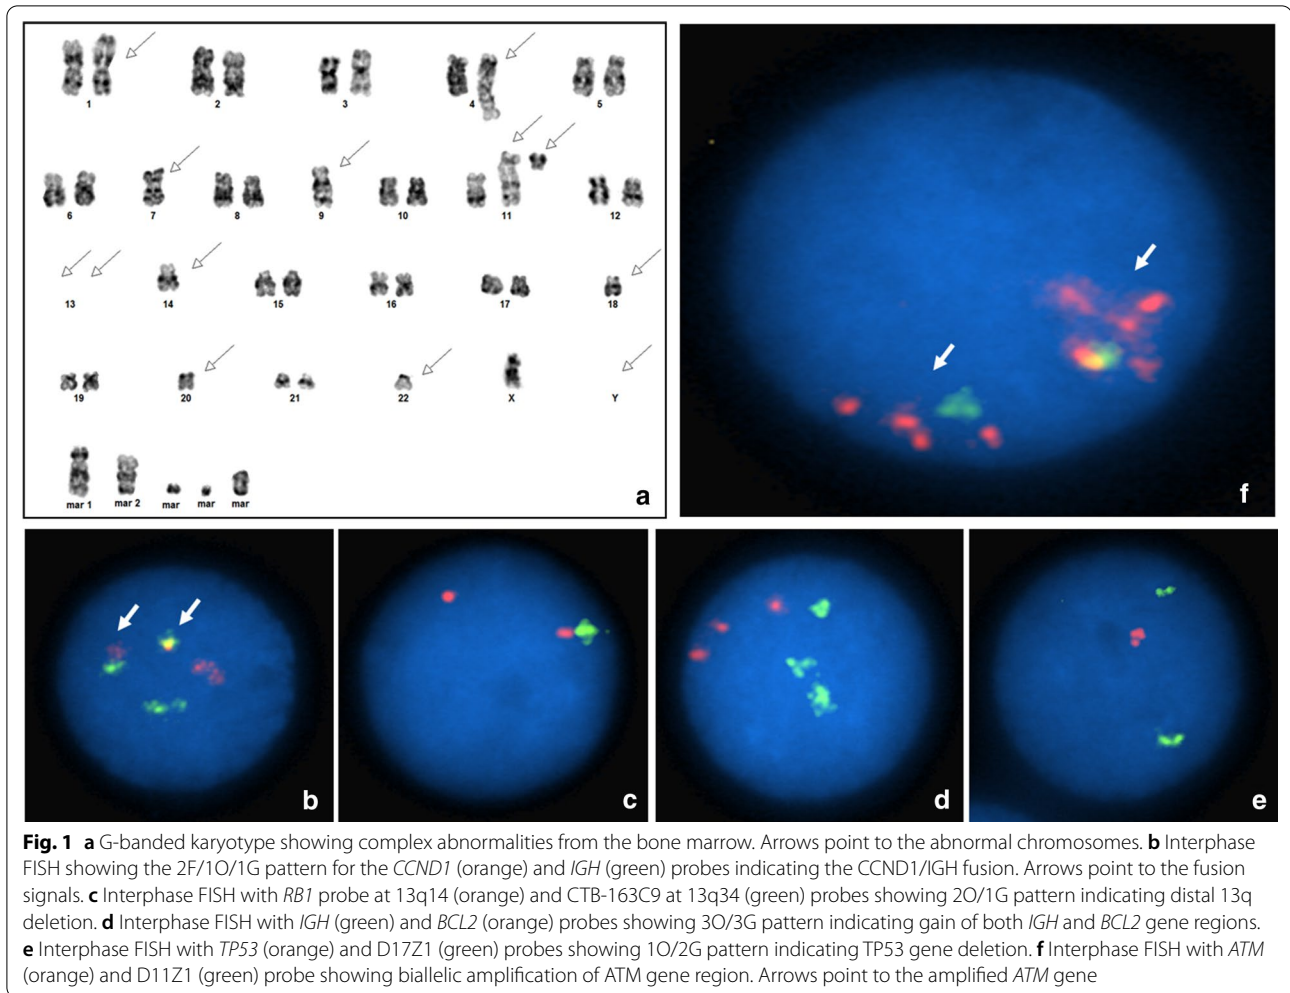 1 2 3 4 5
6 7 8 9 10 11 12
13 14 15 16 17 18
19 20 21 22 X Y
mar 1 mar 2 mar mar mar
a
f
b
c
d
e
Fig. 1 a G-banded karyotype showing complex abnormalities from the bone marrow. Arrows point to the abnormal chromosomes. b Interphase
FISH showing the 2F/1O/1G pattern for the CCND1 (orange) and IGH (green) probes indicating the CCND1/IGH fusion. Arrows point to the fusion
signals. c Interphase FISH with RB1 probe at 13q14 (orange) and CTB-163C9 at 13q34 (green) probes showing 2O/1G pattern indicating distal 13q
deletion. d Interphase FISH with IGH (green) and BCL2 (orange) probes showing 3O/3G pattern indicating gain of both IGH and BCL2 gene regions.
e Interphase FISH with TP53 (orange) and D17Z1 (green) probes showing 1O/2G pattern indicating TP53 gene deletion. f Interphase FISH with ATM
(orange) and D11Z1 (green) probe showing biallelic amplification of ATM gene region. Arrows point to the amplified ATM gene